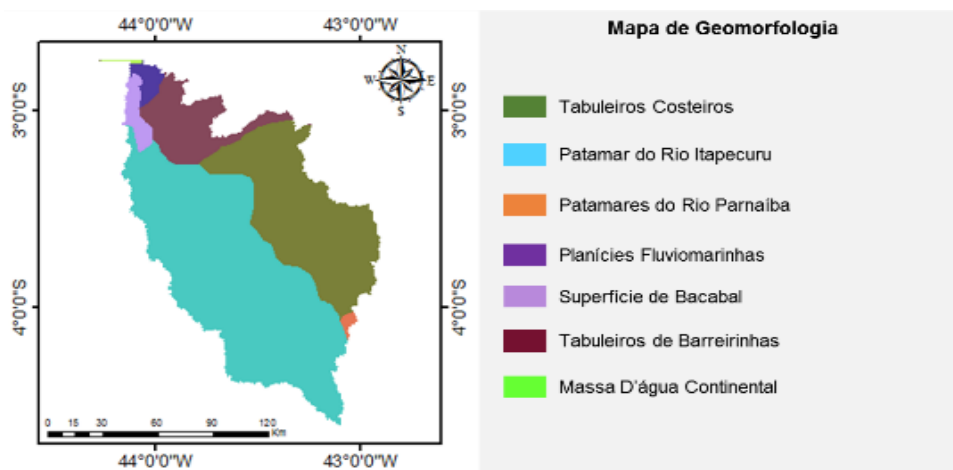 44°0'0"W 43°0'0"W
N
W E
S
3°0'0"S 3°0'0"S
4°0'0"S 4°0'0"S
0 15 30 60 90 120
Km
44°0'0"W 43°0'0"W
Mapa de Geomorfologia
Tabuleiros Costeiros
Patamar do Rio Itapecuru
Patamares do Rio Parnaíba
Planícies Fluviomarinhas
Superfície de Bacabal
Tabuleiros de Barreirinhas
Massa D'água Continental